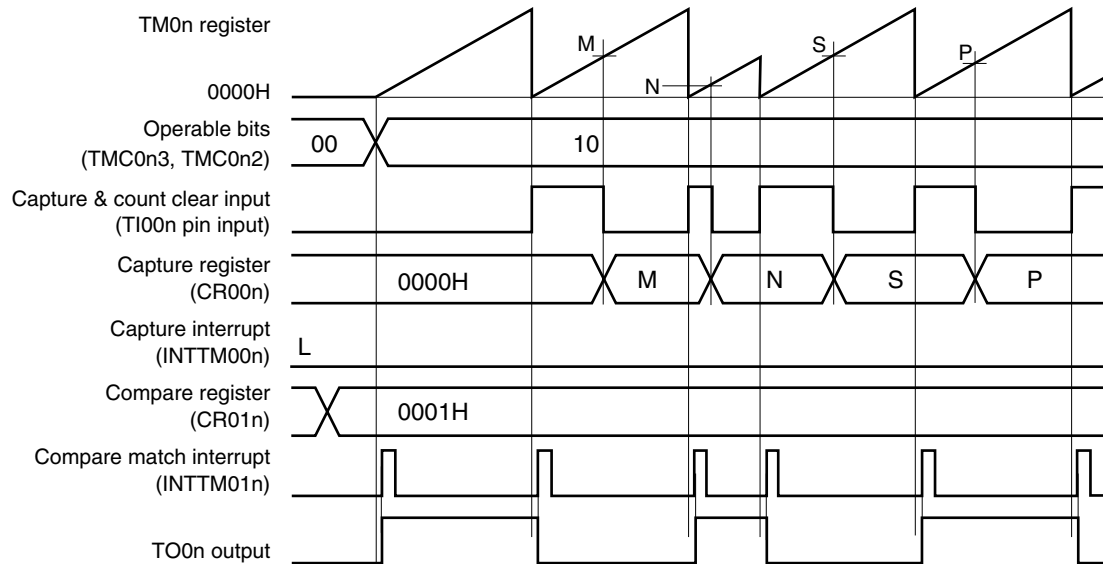 TM0n register
M
S
P
N
0000H
Operable bits
(TMC0n3, TMC0n2)
00
10
Capture & count clear input
(TI00n pin input)
Capture register
(CR00n)
0000H
M
N
S
P
Capture interrupt
(INTTM00n)
L
Compare register
(CR01n)
0001H
Compare match interrupt
(INTTM01n)
TO0n output